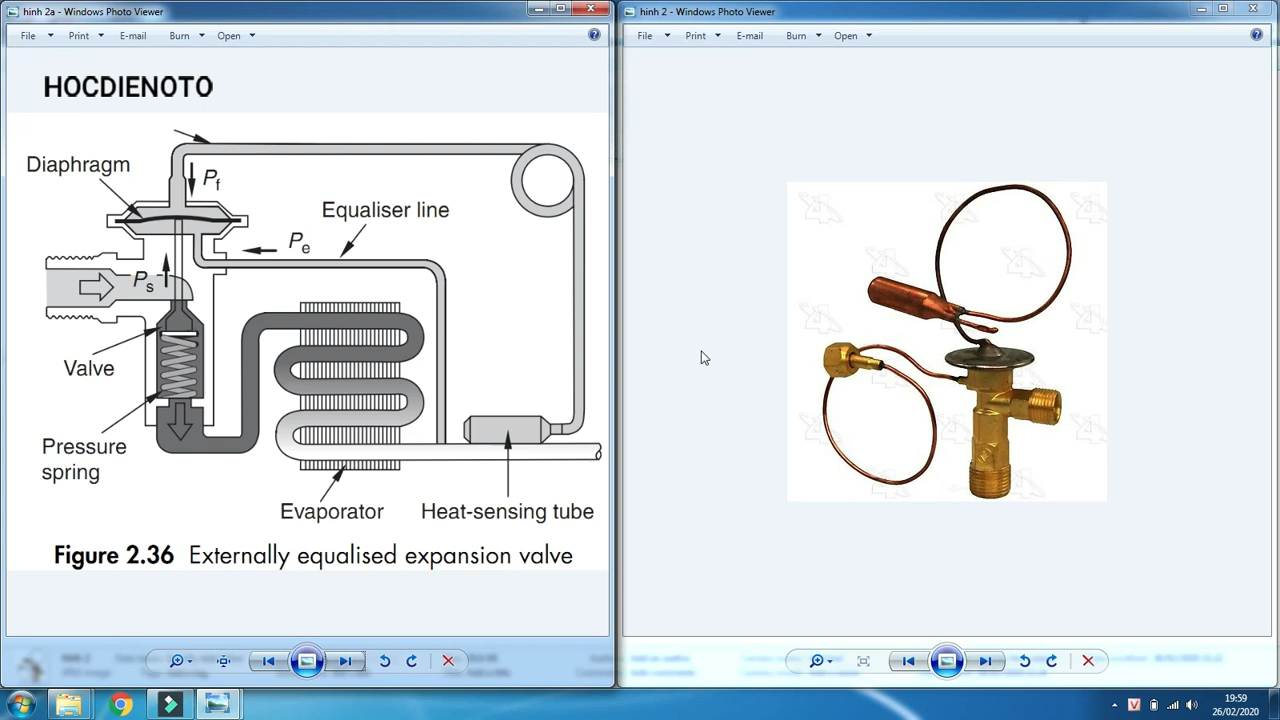 hinh 2a - Windows Photo Viewer
File Print E-mail Burn Open
HOCDIENOTO
Diaphragm
Pf
Equaliser line
Pe
Ps
Valve
Pressure
spring
Evaporator
Heat-sensing tube
Figure 2.36 Externally equalised expansion valve
hinh 2 - Windows Photo Viewer
File Print E-mail Burn Open
V
19:59
26/02/2020